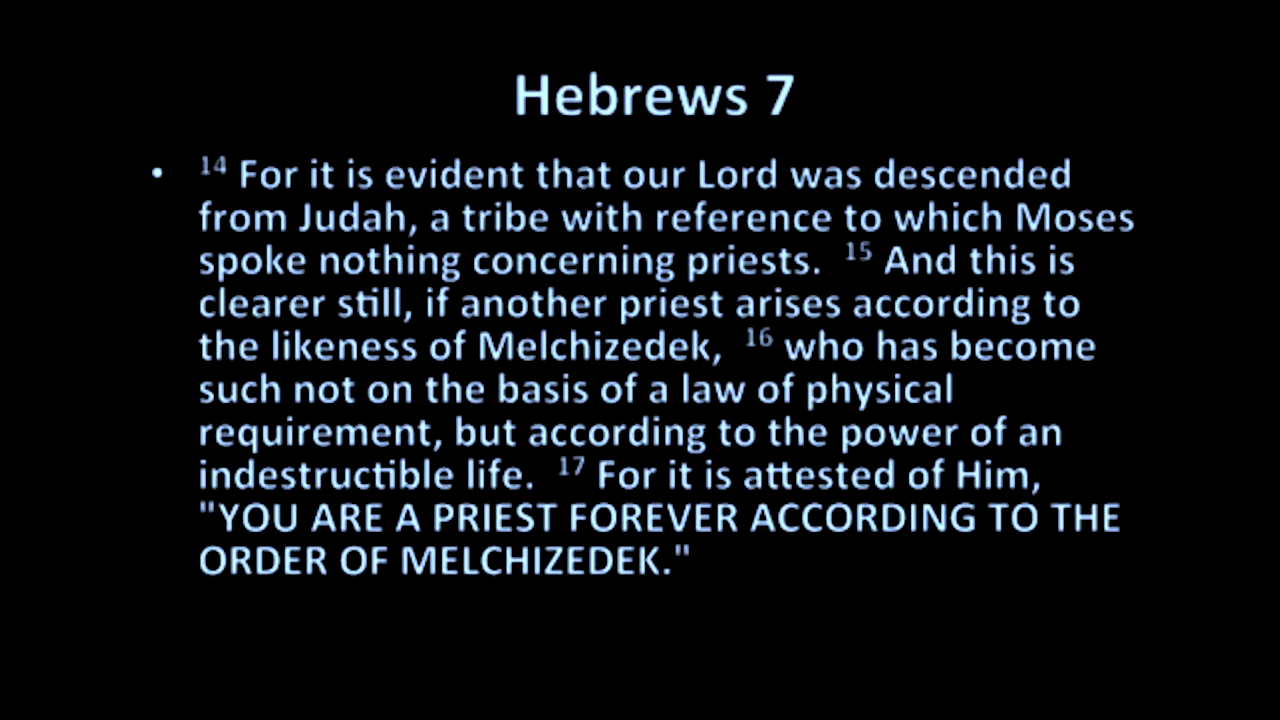 Hebrews 7
• 14 For it is evident that our Lord was descended
from Judah, a tribe with reference to which Moses
spoke nothing concerning priests. 15 And this is
clearer still, if another priest arises according to
the likeness of Melchizedek, 16 who has become
such not on the basis of a law of physical
requirement, but according to the power of an
indestructible life. 17 For it is attested of Him,
"YOU ARE A PRIEST FOREVER ACCORDING TO THE
ORDER OF MELCHIZEDEK."